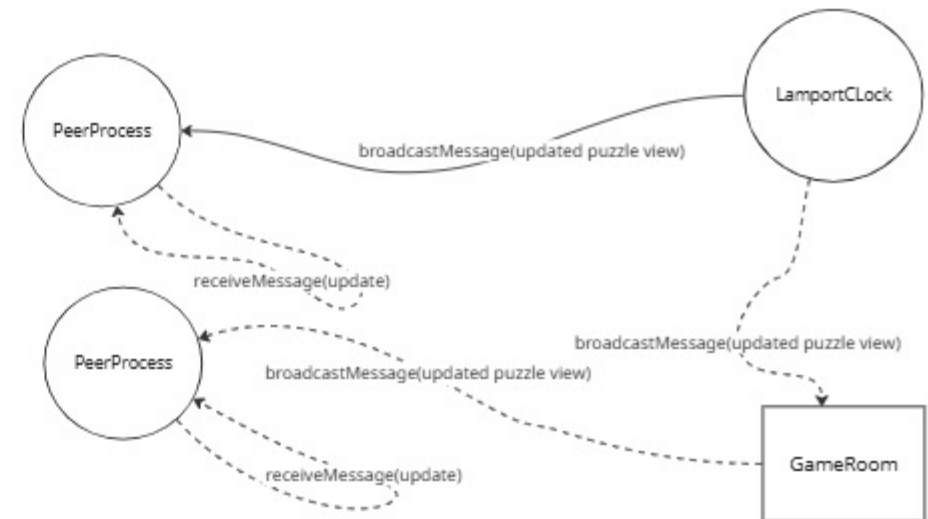 LamportCLock
PeerProcess
broadcastMessage(updated puzzle view)
receiveMessage(update)
broadcastMessage(updated puzzle view)
PeerProcess
broadcastMessage(updated puzzle view)
GameRoom
receiveMessage(update)